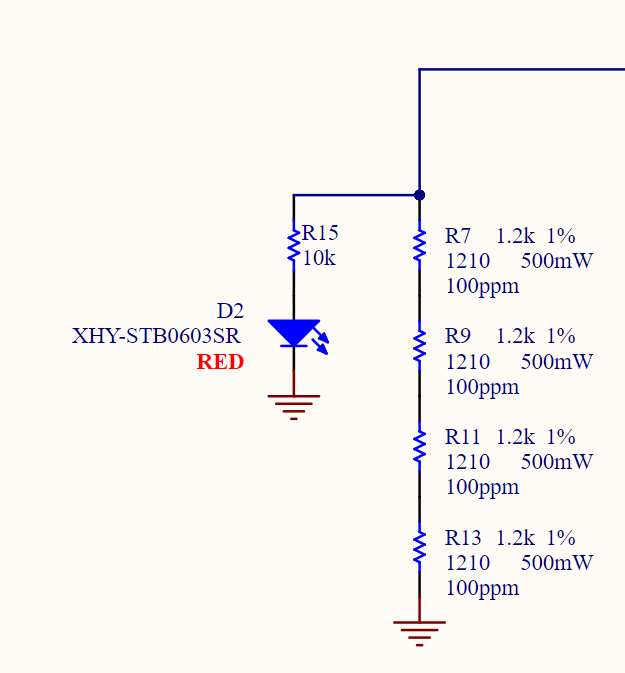 R15
10k
D2
XHY-STB0603SR
RED
R7 1.2k 1%
1210 500mW
100ppm
R9 1.2k 1%
1210 500mW
100ppm
R11 1.2k 1%
1210 500mW
100ppm
R13 1.2k 1%
1210 500mW
100ppm